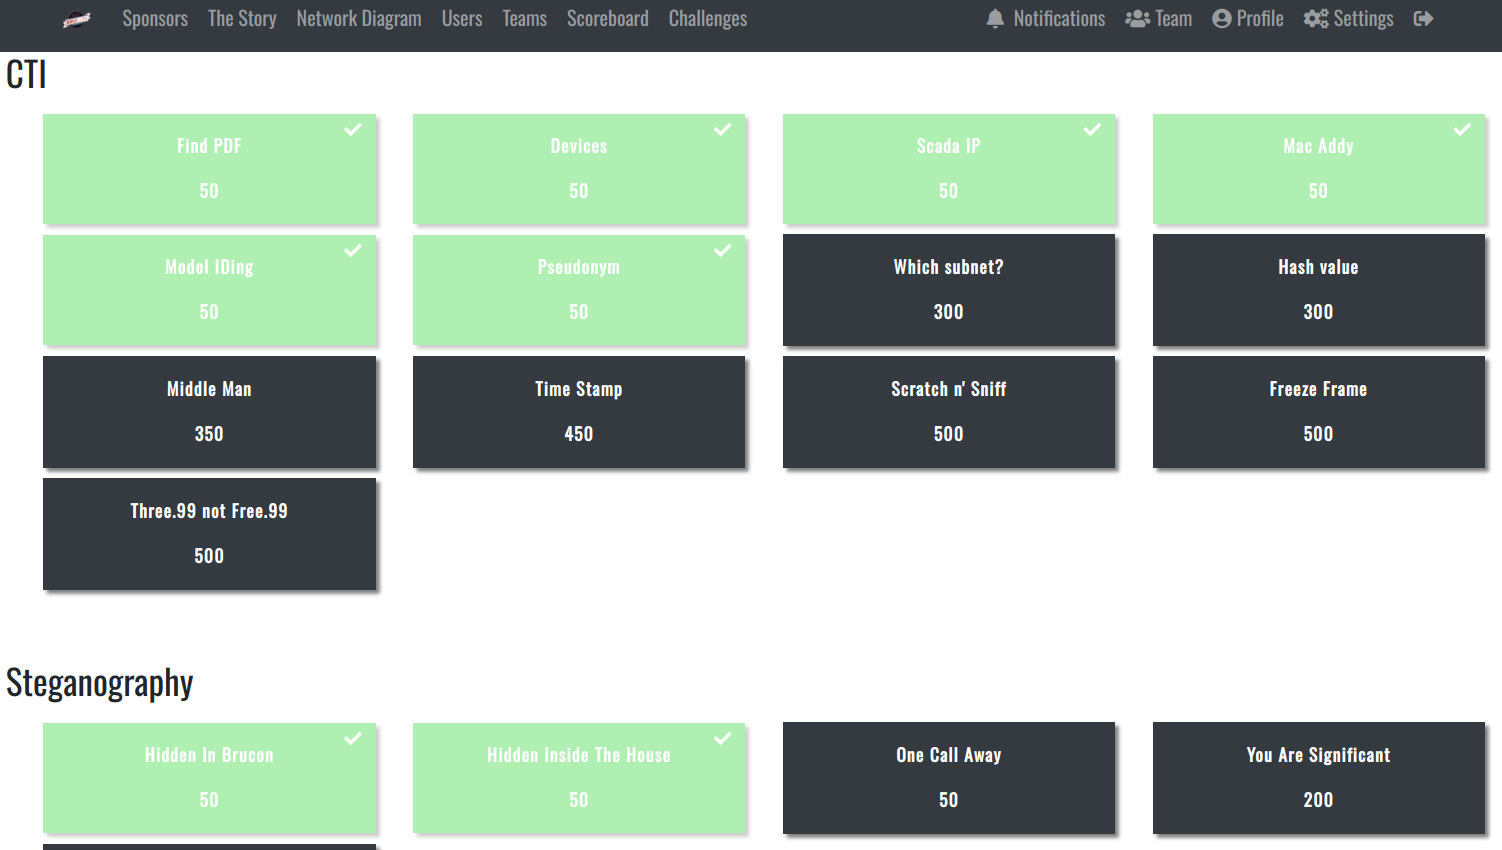 Sponsors The Story Network Diagram Users Teams Scoreboard Challenges Notifications Team Profile Settings
CTI
Find PDF
50
Devices
50
Scada IP
50
Mac Addy
50
Model IDing
50
Pseudonym
50
Which subnet?
300
Hash value
300
Middle Man
350
Time Stamp
450
Scratch n' Sniff
500
Freeze Frame
500
Three.99 not Free.99
500
Steganography
Hidden In Brucon
50
Hidden Inside The House
50
One Call Away
50
You Are Significant
200